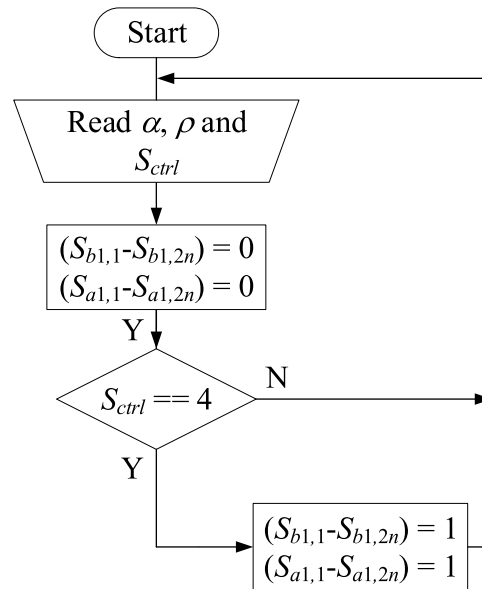 Start
Read α, ρ and
S_ctrl
(S_b1,1-S_b1,2n) = 0
(S_a1,1-S_a1,2n) = 0
Y
S_ctrl == 4
N
Y
(S_b1,1-S_b1,2n) = 1
(S_a1,1-S_a1,2n) = 1